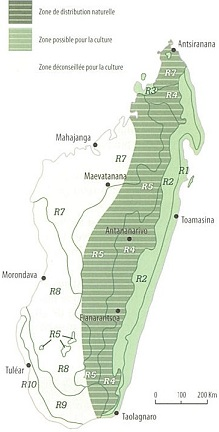 Zone de distribution naturelle
Zone possible pour la culture
Zone déconseillée pour la culture
Antsiranana
R7
R4
R3
Mahajanga
R7
R1
Maevatanana
R5
R2
R7
Toamasina
Antananarivo
R5
R4
Morondava
R2
R8
Fianarantsoa
R5
Tuléar
R8
R5
R4
R10
R9
Taolagnaro
0
100
200 Km